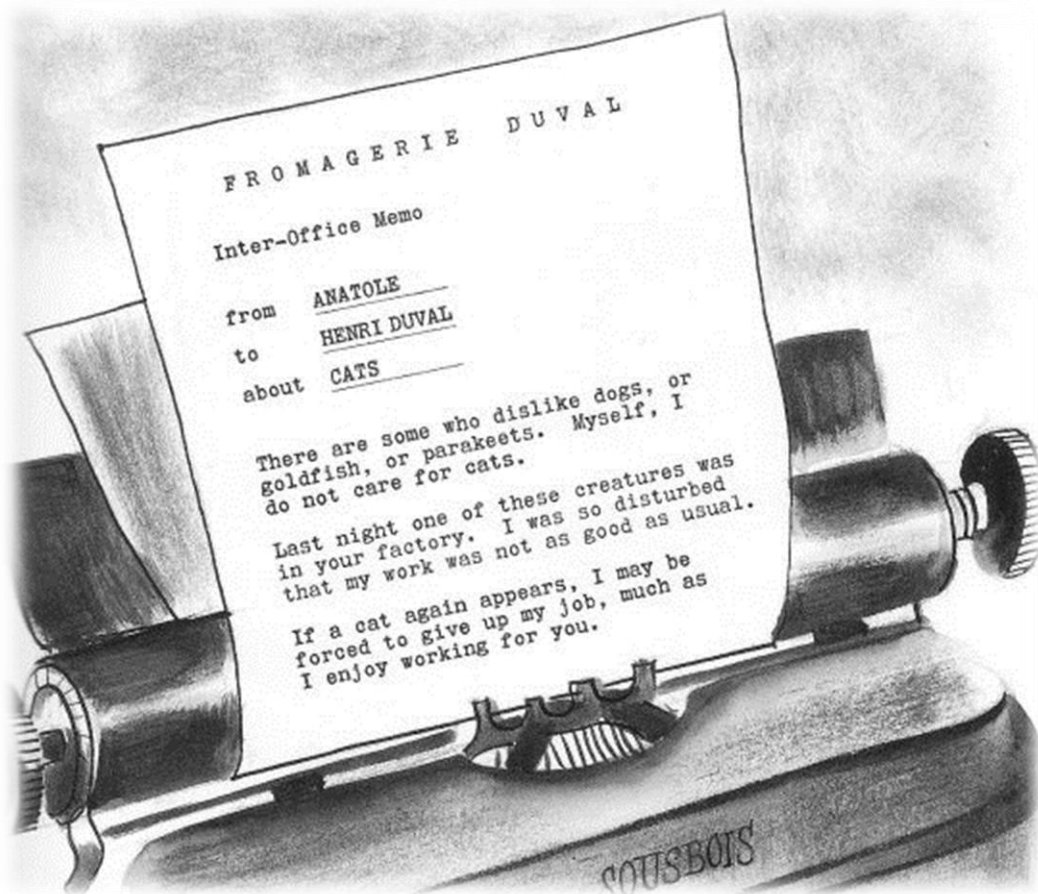 FROMAGERIE DUVAL
Inter-Office Memo
from ANATOLE
to HENRI DUVAL
about CATS
There are some who dislike dogs, or
goldfish, or parakeets. Myself, I
do not care for cats.
Last night one of these creatures was
in your factory. I was so disturbed
that my work was not as good as usual.
If a cat again appears, I may be
forced to give up my job, much as
I enjoy working for you.
SOUSBOIS